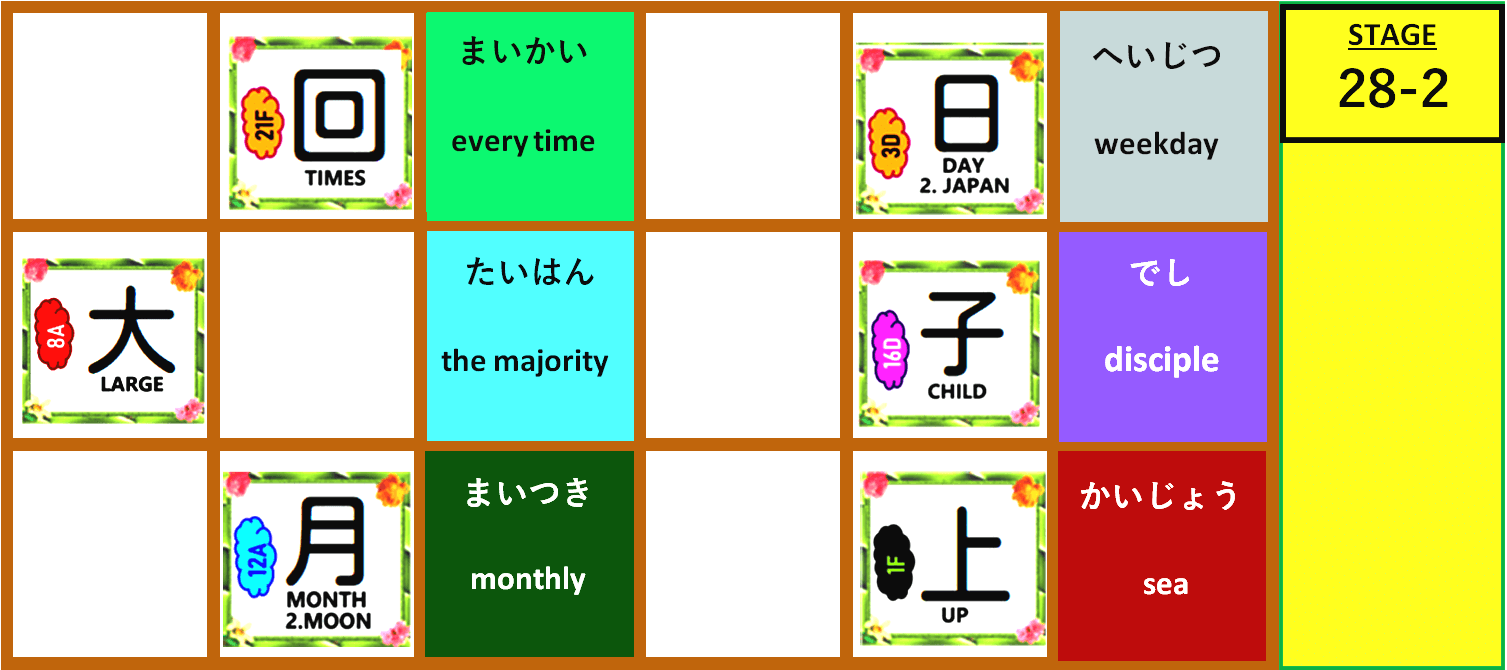 21F
回
TIMES
まいかい
every time
3D
日
DAY
2. JAPAN
へいじつ
weekday
STAGE
28-2
8A
大
LARGE
たいはん
the majority
16D
子
CHILD
でし
disciple
12A
月
MONTH
2.MOON
まいつき
monthly
1F
上
UP
かいじょう
sea